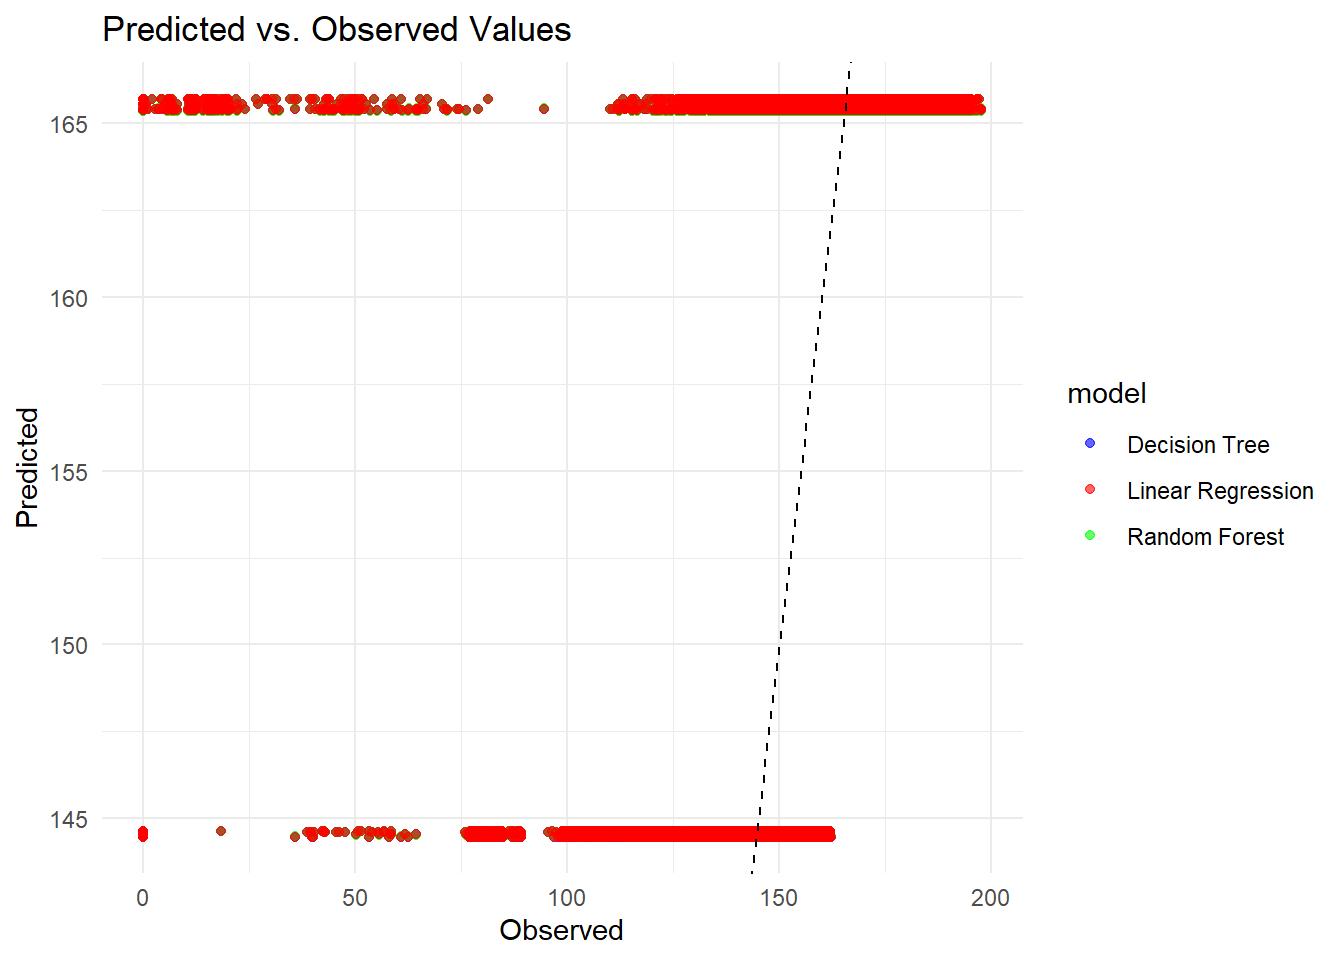 Predicted vs. Observed Values
Predicted
165
160
155
150
145
0 50 100 150 200
Observed
model
Decision Tree
Linear Regression
Random Forest